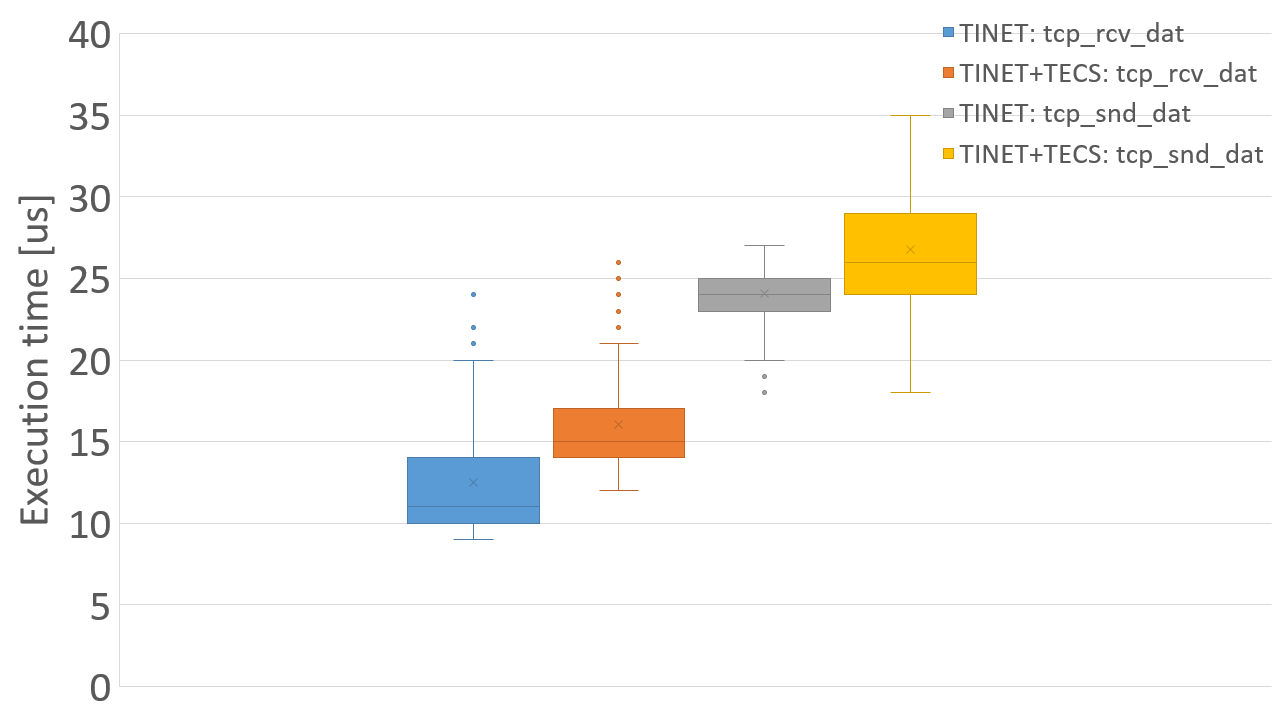 40
35
30
25
20
15
10
5
0
Execution time [us]
TINET: tcp_rcv_dat
TINET+TECS: tcp_rcv_dat
TINET: tcp_snd_dat
TINET+TECS: tcp_snd_dat